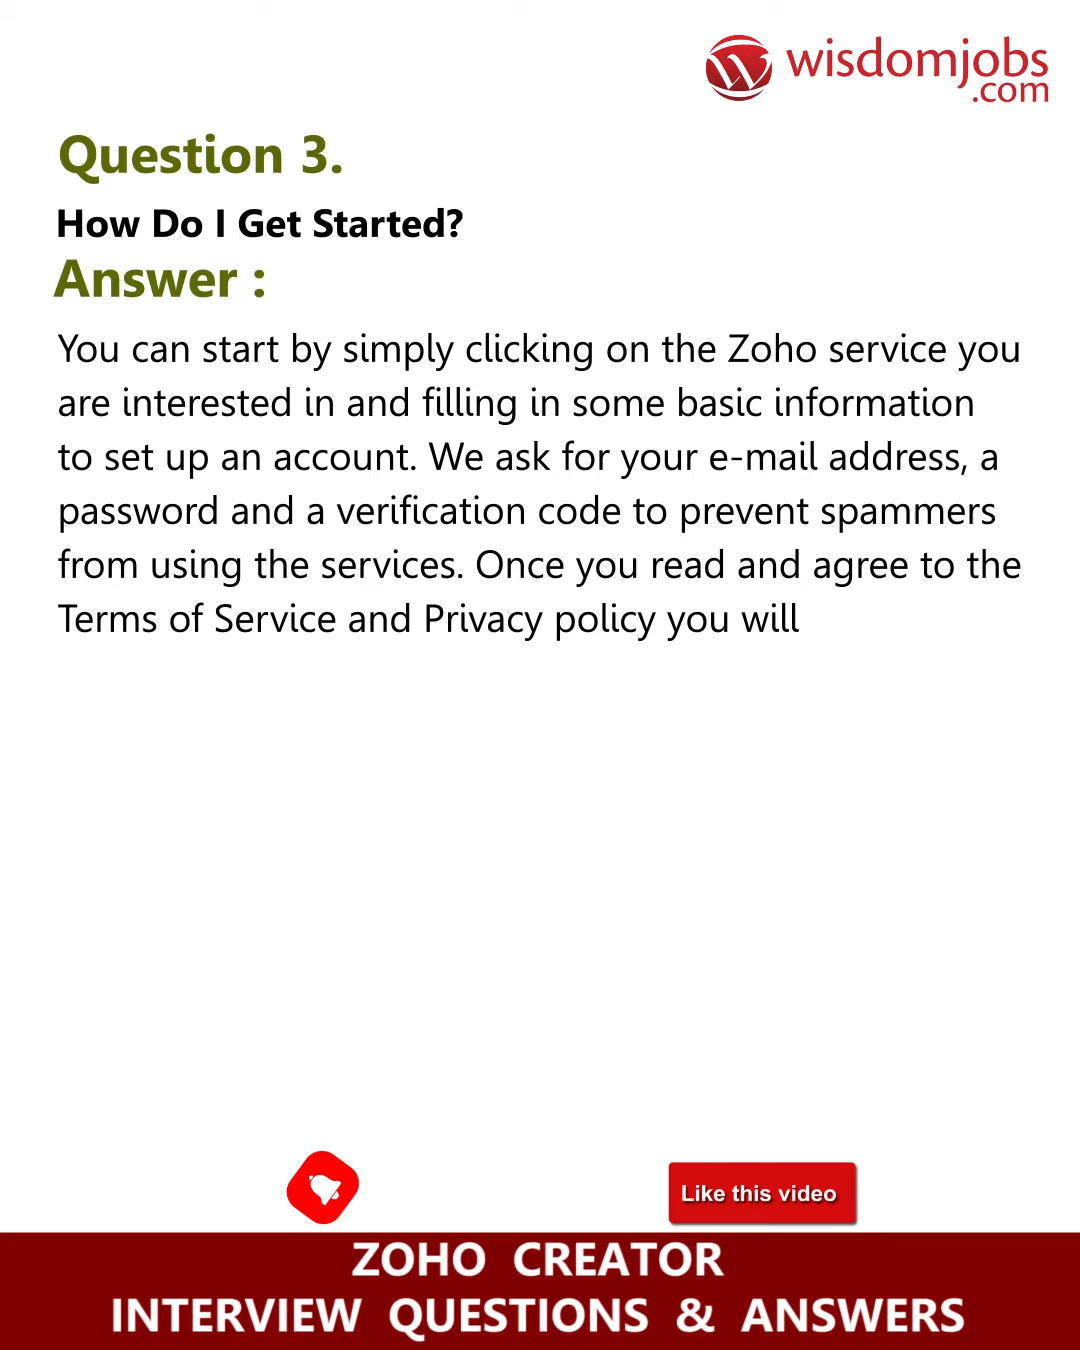 wisdomjobs
.com
Question 3.
How Do I Get Started?
Answer :
You can start by simply clicking on the Zoho service you
are interested in and filling in some basic information
to set up an account. We ask for your e-mail address, a
password and a verification code to prevent spammers
from using the services. Once you read and agree to the
Terms of Service and Privacy policy you will
Like this video
ZOHO CREATOR
INTERVIEW QUESTIONS & ANSWERS